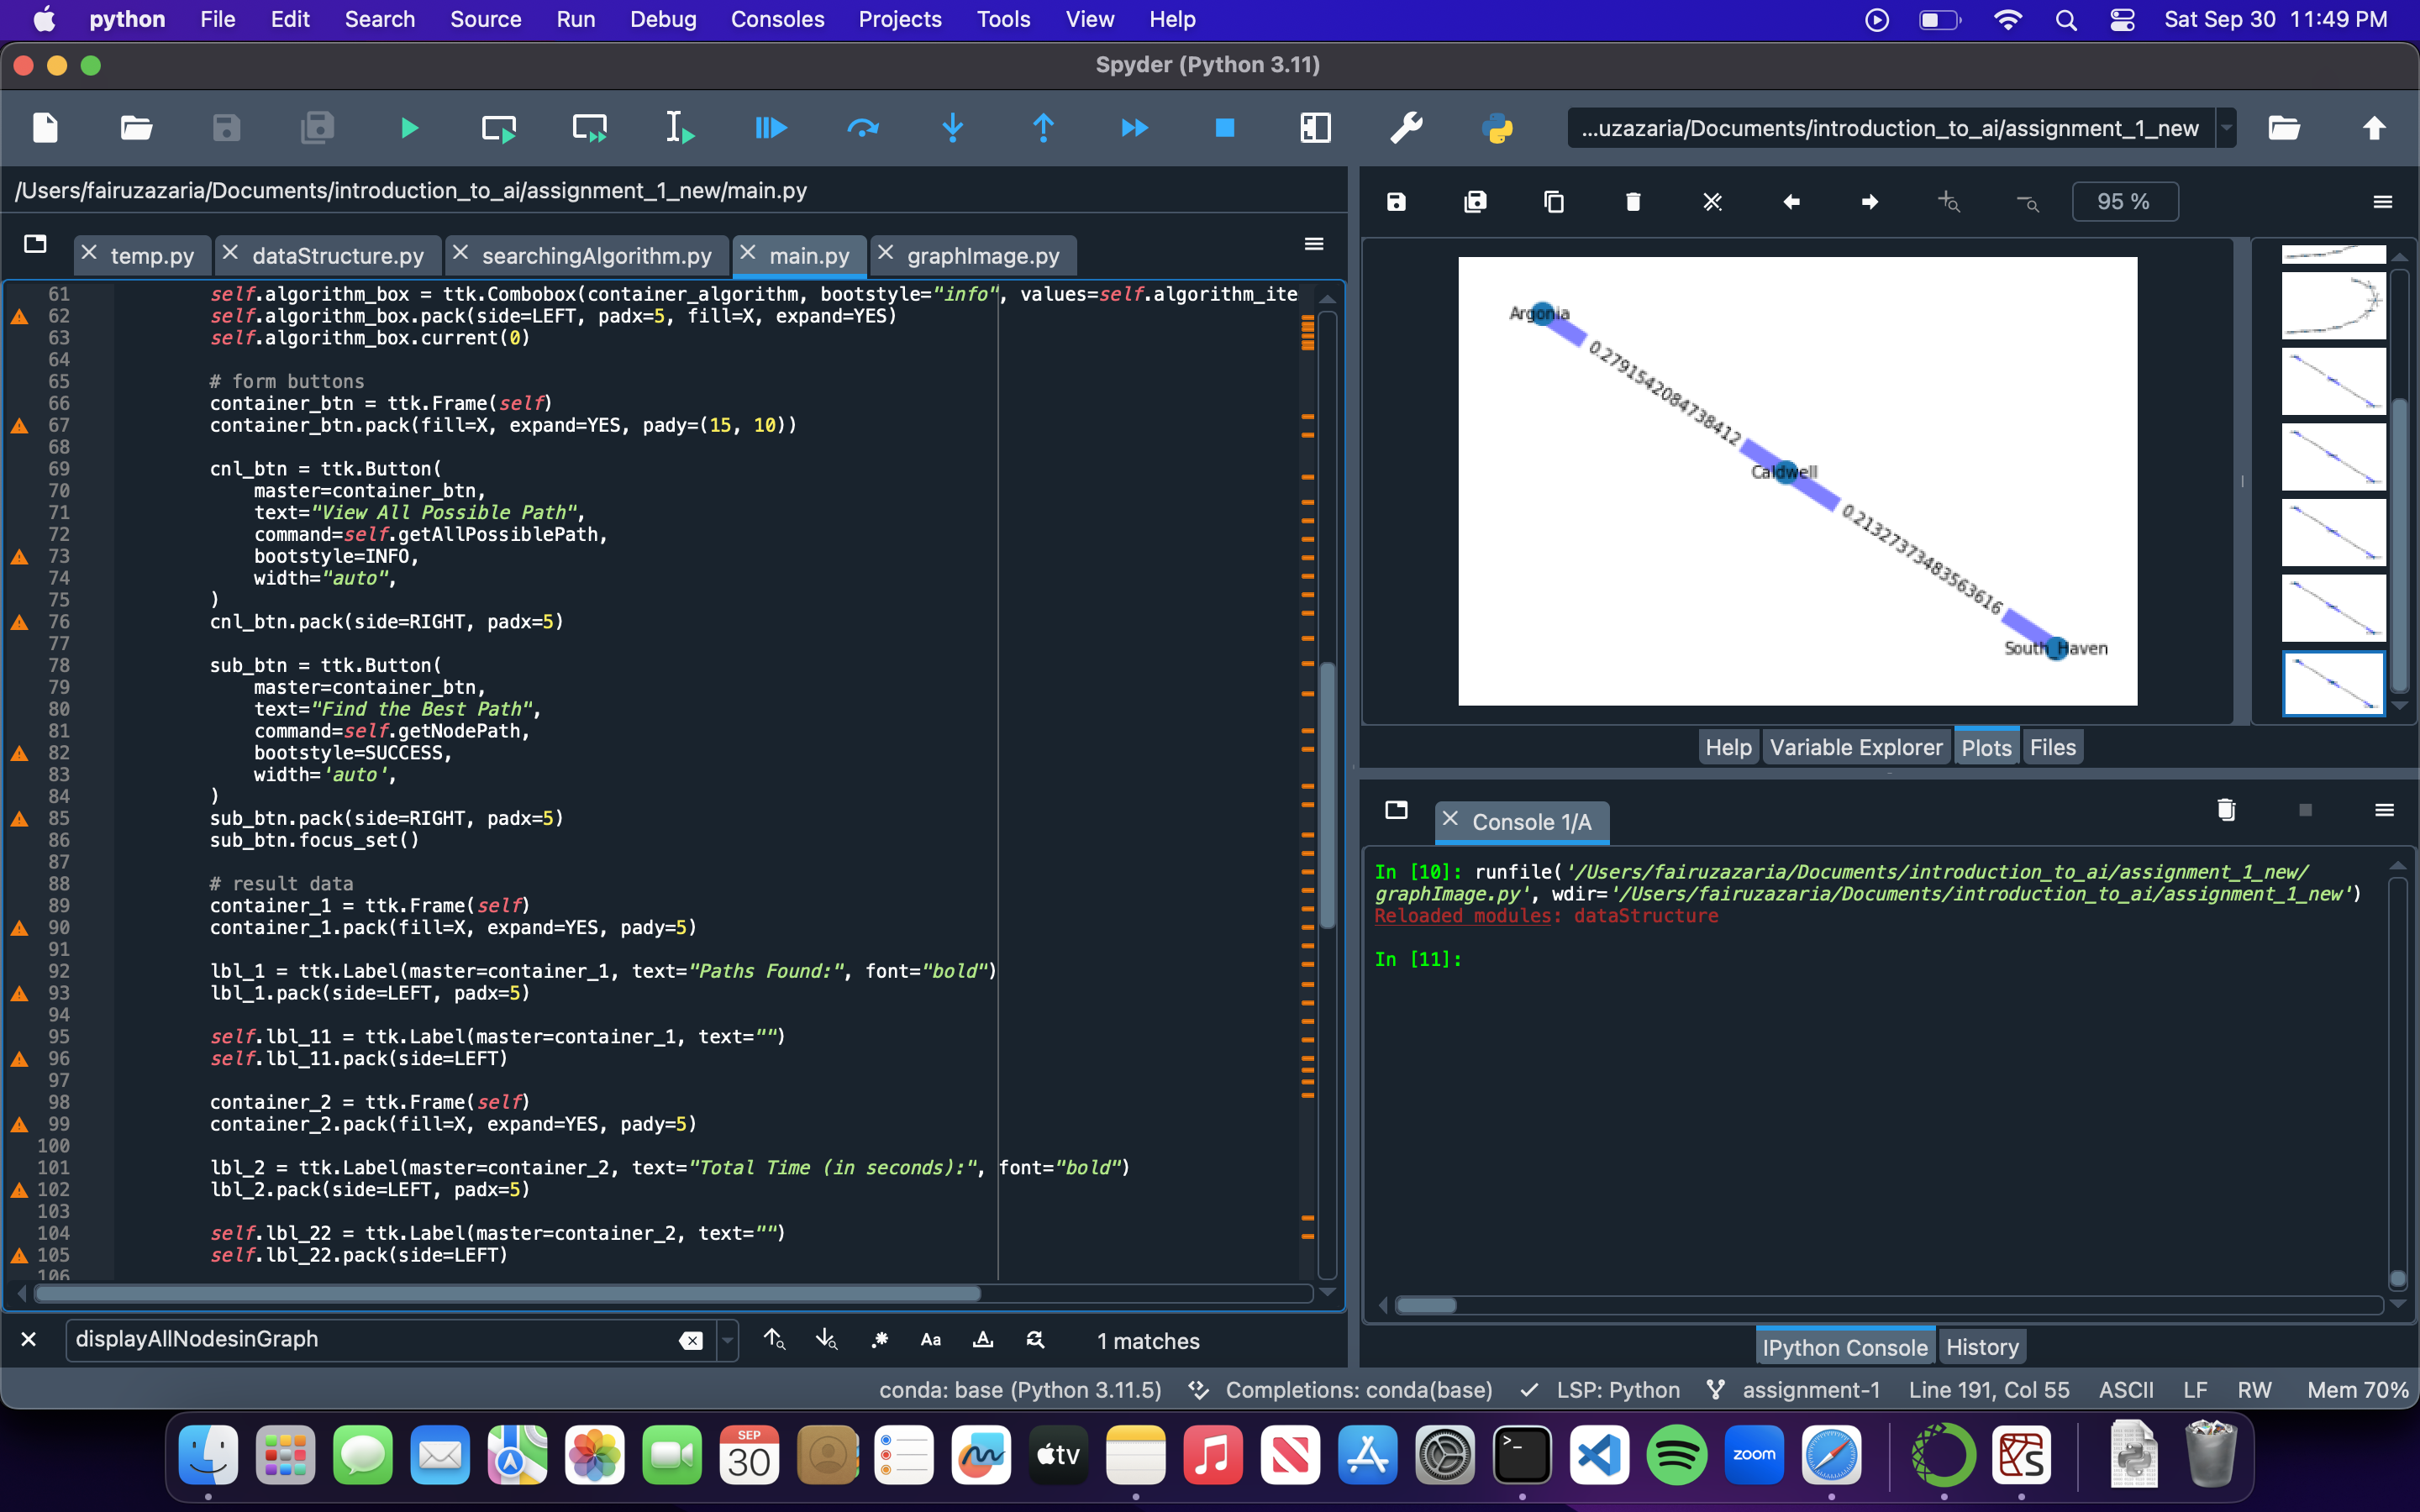 python File Edit Search Source Run Debug Consoles Projects Tools View Help Sat Sep 30 11:49 PM
Spyder (Python 3.11)
...uzazaria/Documents/introduction_to_ai/assignment_1_new
/Users/fairuzazaria/Documents/introduction_to_ai/assignment_1_new/main.py
temp.py dataStructure.py searchingAlgorithm.py main.py graphImage.py
61 self.algorithm_box = ttk.Combobox(container_algorithm, bootstyle="info", values=self.algorithm_ite
62 self.algorithm_box.pack(side=LEFT, padx=5, fill=X, expand=YES)
63 self.algorithm_box.current(0)
64
65 # form buttons
66 container_btn = ttk.Frame(self)
67 container_btn.pack(fill=X, expand=YES, pady=(15, 10))
68
69 cnl_btn = ttk.Button(
70 master=container_btn,
71 text="View All Possible Path",
72 command=self.getAllPossiblePath,
73 bootstyle=INFO,
74 width="auto",
75 )
76 cnl_btn.pack(side=RIGHT, padx=5)
77
78 sub_btn = ttk.Button(
79 master=container_btn,
80 text="Find the Best Path",
81 command=self.getNodePath,
82 bootstyle=SUCCESS,
83 width='auto',
84 )
85 sub_btn.pack(side=RIGHT, padx=5)
86 sub_btn.focus_set()
87
88 # result data
89 container_1 = ttk.Frame(self)
90 container_1.pack(fill=X, expand=YES, pady=5)
91
92 lbl_1 = ttk.Label(master=container_1, text="Paths Found:", font="bold")
93 lbl_1.pack(side=LEFT, padx=5)
94
95 self.lbl_11 = ttk.Label(master=container_1, text="")
96 self.lbl_11.pack(side=LEFT)
97
98 container_2 = ttk.Frame(self)
99 container_2.pack(fill=X, expand=YES, pady=5)
100
101 lbl_2 = ttk.Label(master=container_2, text="Total Time (in seconds):", font="bold")
102 lbl_2.pack(side=LEFT, padx=5)
103
104 self.lbl_22 = ttk.Label(master=container_2, text="")
105 self.lbl_22.pack(side=LEFT)
106
displayAllNodesinGraph Aa 1 matches
95 %
Argonia
0.2791542084738412
Caldwell
0.2132737348356361​6
South_Haven
Help Variable Explorer Plots Files
Console 1/A
In [10]: runfile('/Users/fairuzazaria/Documents/introduction_to_ai/assignment_1_new/
graphImage.py', wdir='/Users/fairuzazaria/Documents/introduction_to_ai/assignment_1_new')
Reloaded modules: dataStructure
In [11]:
IPython Console History
conda: base (Python 3.11.5) Completions: conda(base) LSP: Python assignment-1 Line 191, Col 55 ASCII LF RW Mem 70%
SEP
30
tv
zoom